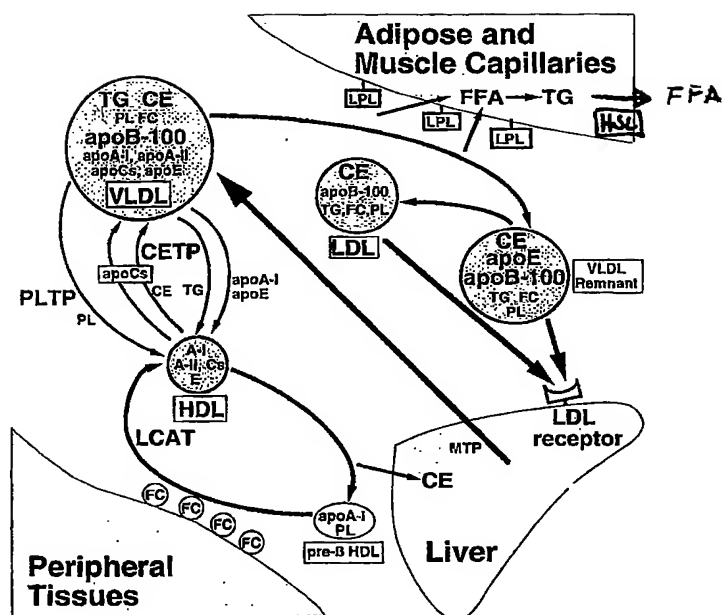 Adipose and
Muscle Capillaries
LPL
FFA
TG
HSL
FFA
LPL
LPL
TG CE
PL FC
apoB-100
apoA-I, apoA-II
apoCs, apoE
VLDL
CE
apoB-100
TG,FC,PL
LDL
CE
apoE
apoB-100
TG FC
PL
VLDL
Remnant
CETP
apoCs
CE TG
apoA-I
apoE
PLTP
PL
A-I
A-II, Cs
E
HDL
LCAT
LDL
receptor
MTP
CE
FC
FC
FC
FC
apoA-I
PL
pre-ß HDL
Liver
Peripheral
Tissues